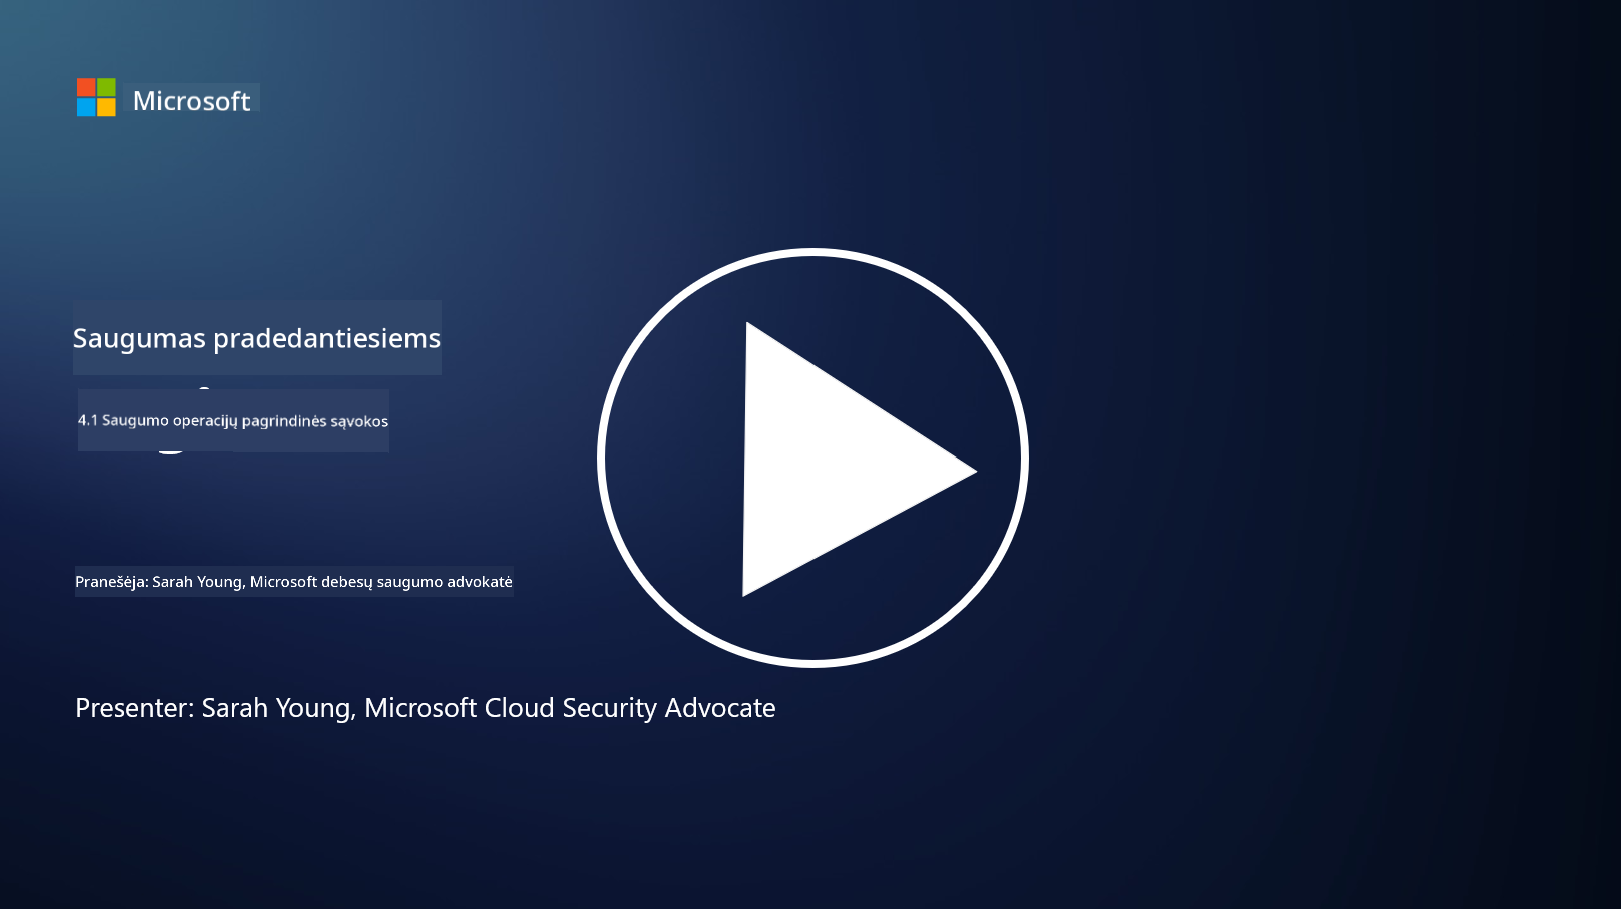 Microsoft
Saugumas pradedantiesiems
4.1 Saugumo operacijų pagrindinės sąvokos
Pranešėja: Sarah Young, Microsoft debesų saugumo advokatė
Presenter: Sarah Young, Microsoft Cloud Security Advocate